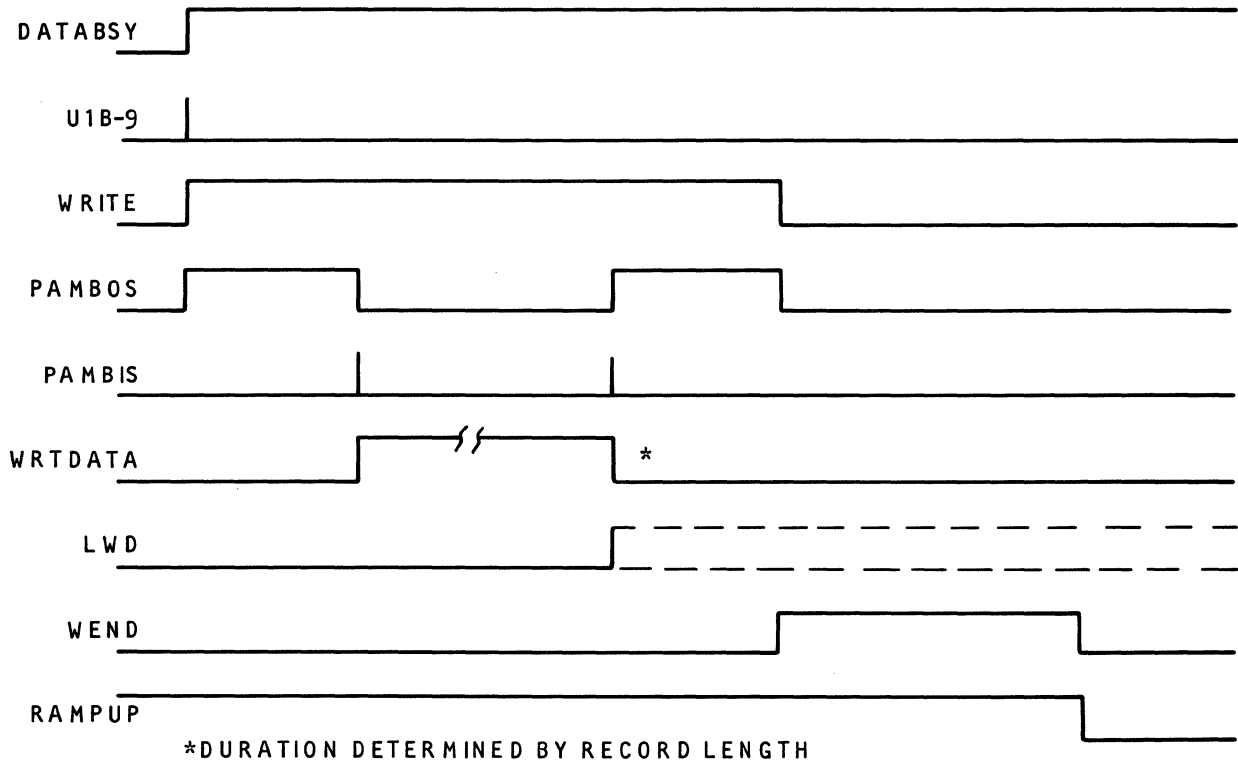 DATABSY
U1B-9
WRITE
PAMBOS
PAMBIS
WRTDATA
*
LWD
WEND
RAMPUP
*DURATION DETERMINED BY RECORD LENGTH